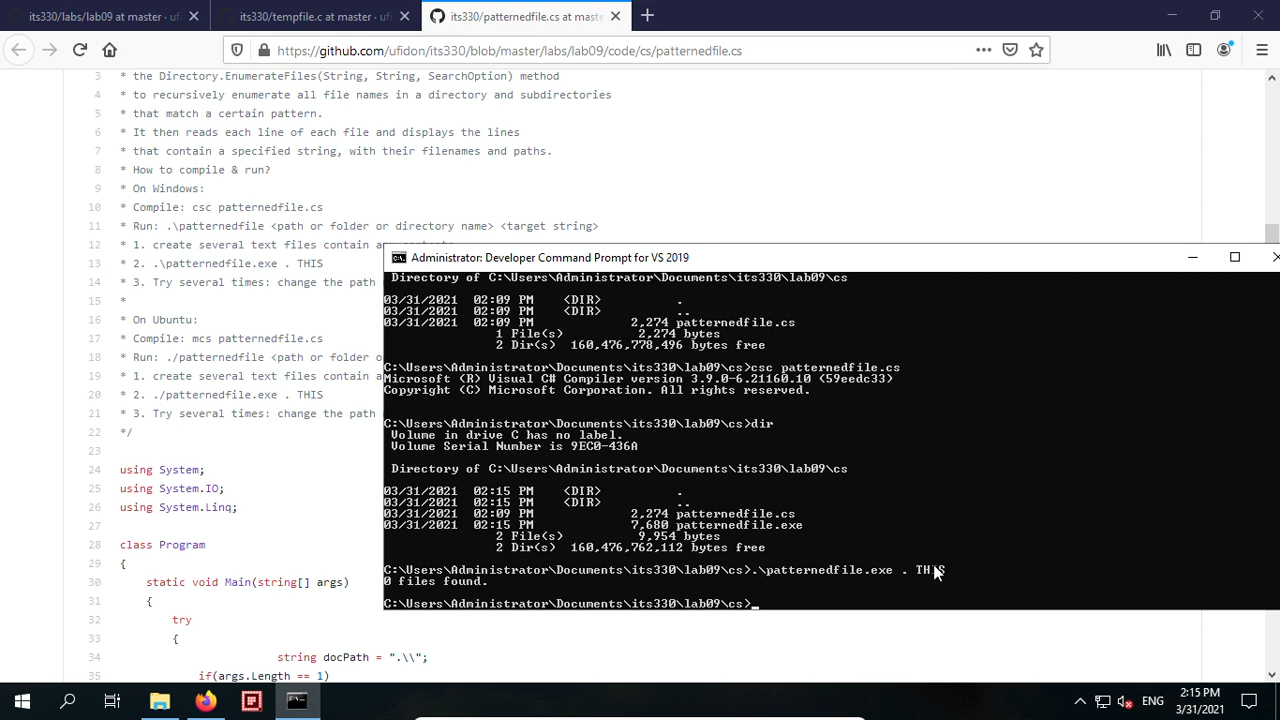 its330/labs/lab09 at master · ufi
its330/tempfile.c at master · ufi
its330/patternedfile.cs at maste
https://github.com/ufidon/its330/blob/master/labs/lab09/code/cs/patternedfile.cs
3 * the Directory.EnumerateFiles(String, String, SearchOption) method
4 * to recursively enumerate all file names in a directory and subdirectories
5 * that match a certain pattern.
6 * It then reads each line of each file and displays the lines
7 * that contain a specified string, with their filenames and paths.
8 * How to compile & run?
9 * On Windows:
10 * Compile: csc patternedfile.cs
11 * Run: .\patternedfile <path or folder or directory name> <target string>
12 * 1. create several text files contain
13 * 2. .\patternedfile.exe . THIS
14 * 3. Try several times: change the path
15 *
16 * On Ubuntu:
17 * Compile: mcs patternedfile.cs
18 * Run: ./patternedfile <path or folder o
19 * 1. create several text files contain a
20 * 2. ./patternedfile.exe . THIS
21 * 3. Try several times: change the path
22 */
23
24 using System;
25 using System.IO;
26 using System.Linq;
27
28 class Program
29 {
30 static void Main(string[] args)
31 {
32 try
33 {
34 string docPath = ".\\";
35 if(args.Length == 1)
Administrator: Developer Command Prompt for VS 2019
Directory of C:\Users\Administrator\Documents\its330\lab09\cs
03/31/2021 02:09 PM <DIR> .
03/31/2021 02:09 PM <DIR> ..
03/31/2021 02:09 PM 2,274 patternedfile.cs
1 File(s) 2,274 bytes
2 Dir(s) 160,476,778,496 bytes free
C:\Users\Administrator\Documents\its330\lab09\cs>csc patternedfile.cs
Microsoft (R) Visual C# Compiler version 3.9.0-6.21160.10 (59eedc33)
Copyright (C) Microsoft Corporation. All rights reserved.
C:\Users\Administrator\Documents\its330\lab09\cs>dir
Volume in drive C has no label.
Volume Serial Number is 9EC0-436A
Directory of C:\Users\Administrator\Documents\its330\lab09\cs
03/31/2021 02:15 PM <DIR> .
03/31/2021 02:15 PM <DIR> ..
03/31/2021 02:09 PM 2,274 patternedfile.cs
03/31/2021 02:15 PM 7,680 patternedfile.exe
2 File(s) 9,954 bytes
2 Dir(s) 160,476,762,112 bytes free
C:\Users\Administrator\Documents\its330\lab09\cs>.\patternedfile.exe . THIS
0 files found.
C:\Users\Administrator\Documents\its330\lab09\cs>
ENG
2:15 PM
3/31/2021